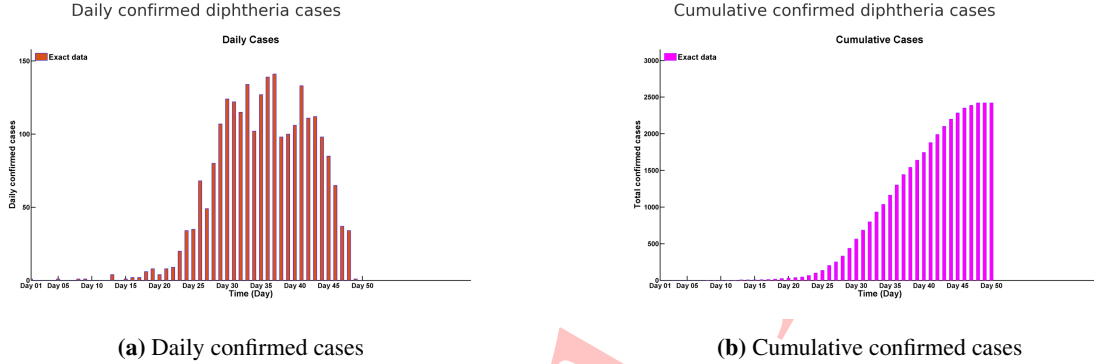 Daily confirmed diphtheria cases
Daily Cases
Exact data
150
100
50
0
Daily confirmed cases
Day 01 Day 05 Day 10 Day 15 Day 20 Day 25 Day 30 Day 35 Day 40 Day 45 Day 50
Time (Day)
(a) Daily confirmed cases
Cumulative confirmed diphtheria cases
Cumulative Cases
Exact data
3000
2500
2000
1500
1000
500
0
Total confirmed cases
Day 01 Day 05 Day 10 Day 15 Day 20 Day 25 Day 30 Day 35 Day 40 Day 45 Day 50
Time (Day)
(b) Cumulative confirmed cases